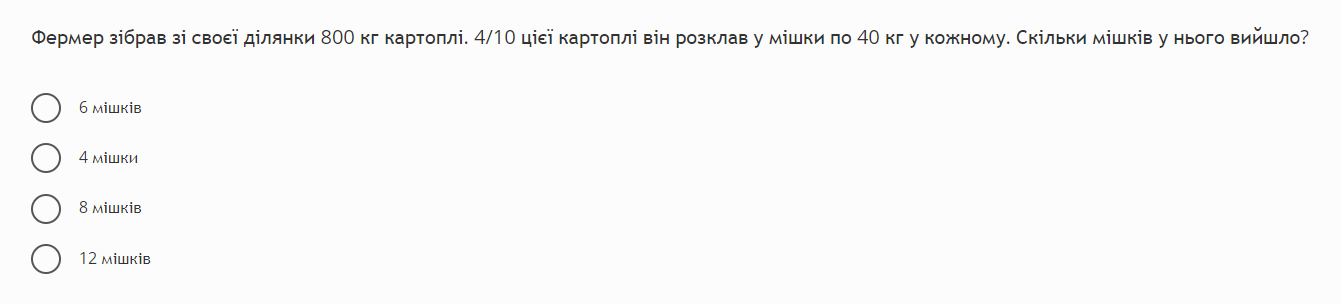 Фермер зібрав зі своєї ділянки 800 кг картоплі. 4/10 цієї картоплі він розклав у мішки по 40 кг у кожному. Скільки мішків у нього вийшло?
6 мішків
4 мішки
8 мішків
12 мішків